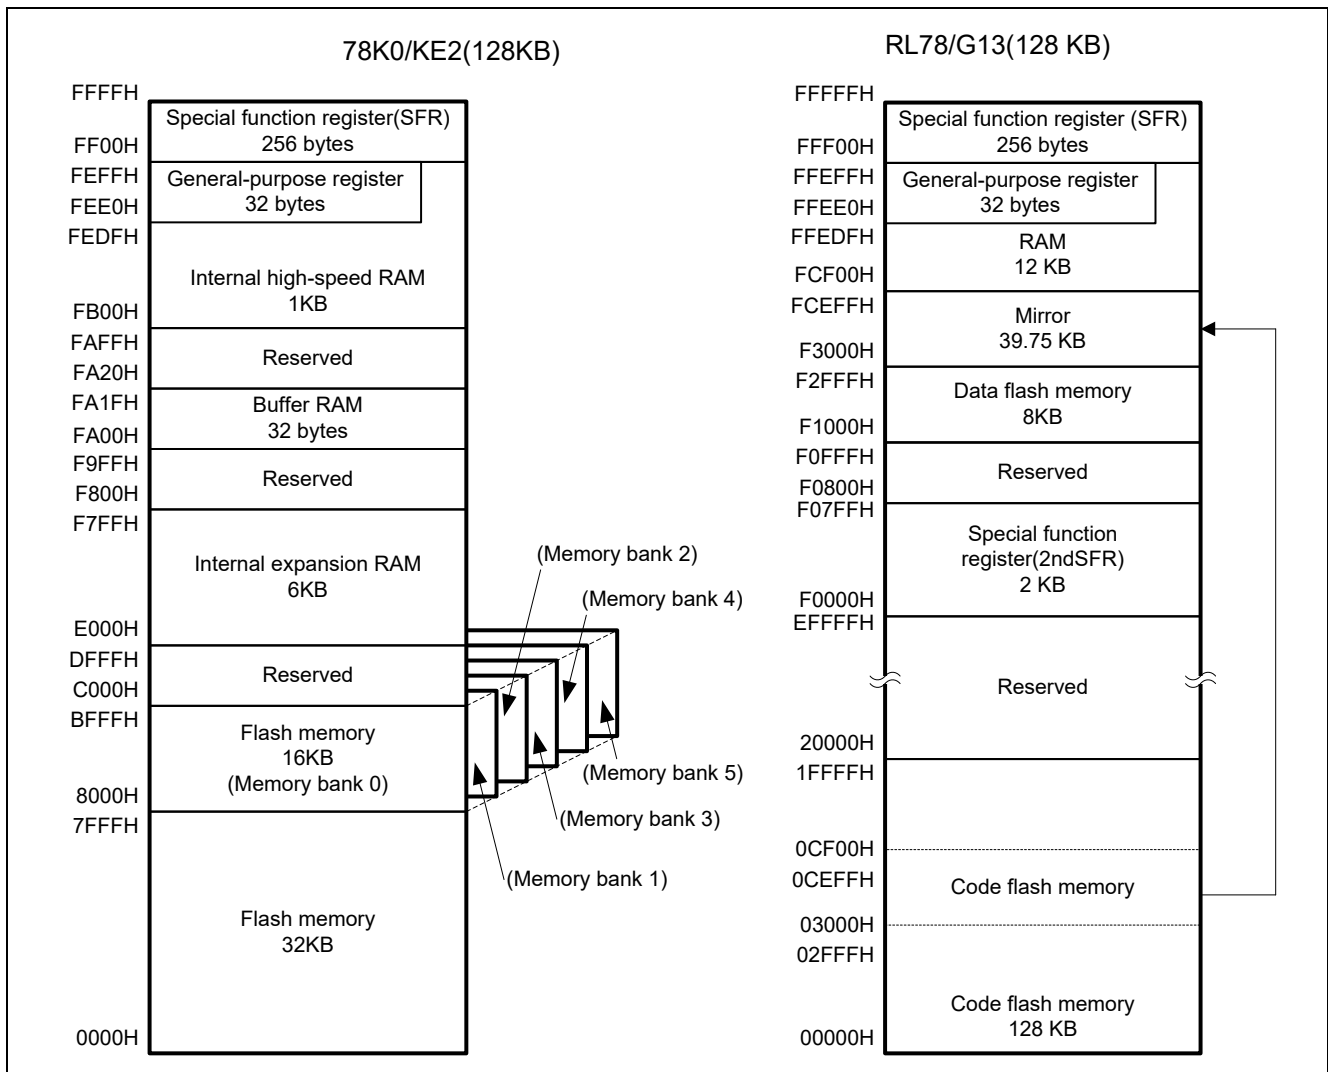 78K0/KE2(128KB)
FFFFH
Special function register(SFR)
256 bytes
FF00H
FEFFH
General-purpose register
32 bytes
FEE0H
FEDFH
Internal high-speed RAM
1KB
FB00H
FAFFH
Reserved
FA20H
FA1FH
Buffer RAM
32 bytes
FA00H
F9FFH
Reserved
F800H
F7FFH
Internal expansion RAM
6KB
E000H
DFFFH
Reserved
C000H
BFFFH
Flash memory
16KB
(Memory bank 0)
8000H
7FFFH
Flash memory
32KB
0000H
(Memory bank 2)
(Memory bank 4)
(Memory bank 5)
(Memory bank 3)
(Memory bank 1)
RL78/G13(128 KB)
FFFFFH
Special function register (SFR)
256 bytes
FFF00H
FFEFFH
General-purpose register
32 bytes
FFEE0H
FFEDFH
RAM
12 KB
FCF00H
FCEFFH
Mirror
39.75 KB
F3000H
F2FFFH
Data flash memory
8KB
F1000H
F0FFFH
Reserved
F0800H
F07FFH
Special function
register(2ndSFR)
2 KB
F0000H
EFFFFH
Reserved
20000H
1FFFFH
0CF00H
0CEFFH
Code flash memory
03000H
02FFFH
Code flash memory
128 KB
00000H